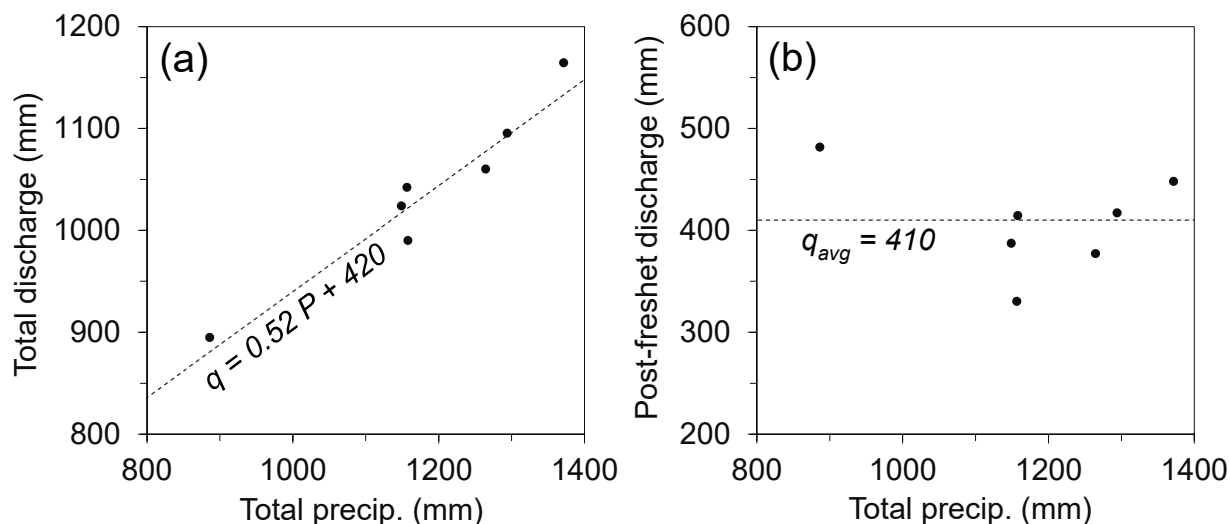 (a)
Total discharge (mm)
1200
1100
1000
900
800
q = 0.52 P + 420
800 1000 1200 1400
Total precip. (mm)
(b)
Post-freshet discharge (mm)
600
500
400
300
200
q_avg = 410
800 1000 1200 1400
Total precip. (mm)